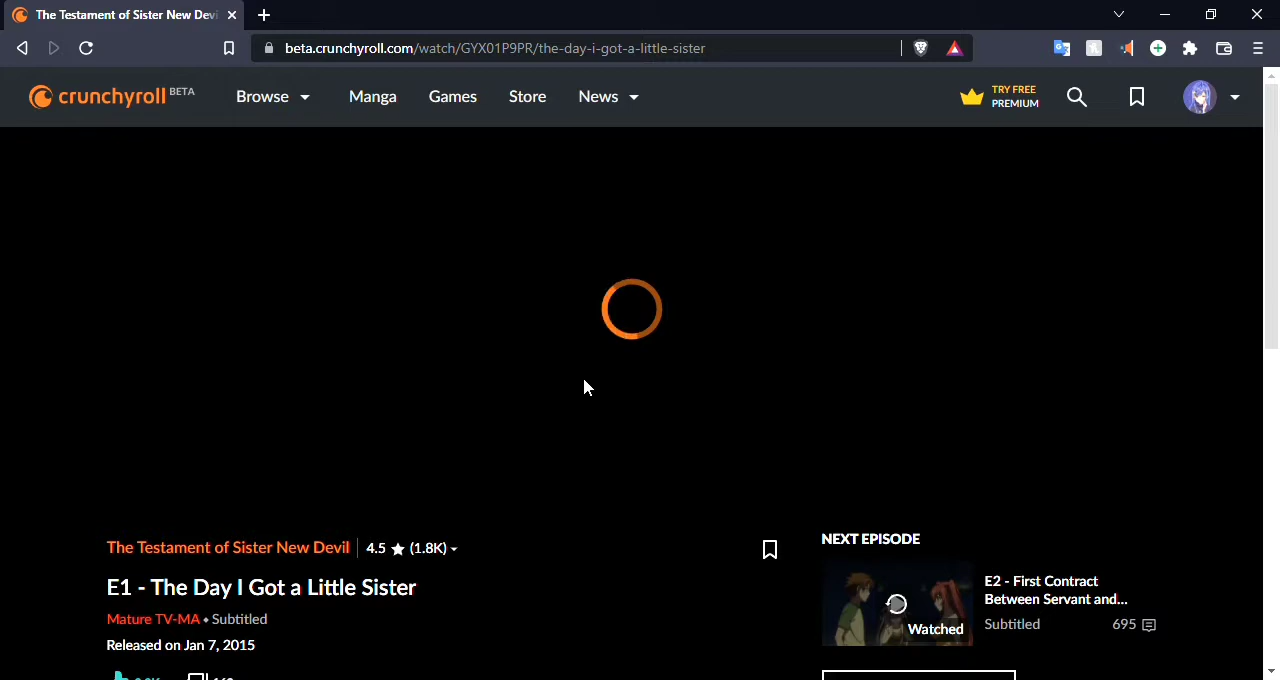 The Testament of Sister New Devi
beta.crunchyroll.com/watch/GYX01P9PR/the-day-i-got-a-little-sister
crunchyroll BETA Browse Manga Games Store News TRY FREE PREMIUM
The Testament of Sister New Devil 4.5 ★ (1.8K)
E1 - The Day I Got a Little Sister
Mature TV-MA • Subtitled
Released on Jan 7, 2015
NEXT EPISODE
Watched
E2 - First Contract
Between Servant and...
Subtitled 695